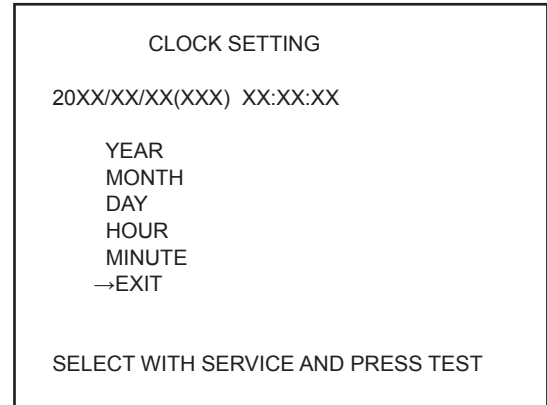 CLOCK SETTING
20XX/XX/XX(XXX) XX:XX:XX
YEAR
MONTH
DAY
HOUR
MINUTE
→EXIT
SELECT WITH SERVICE AND PRESS TEST